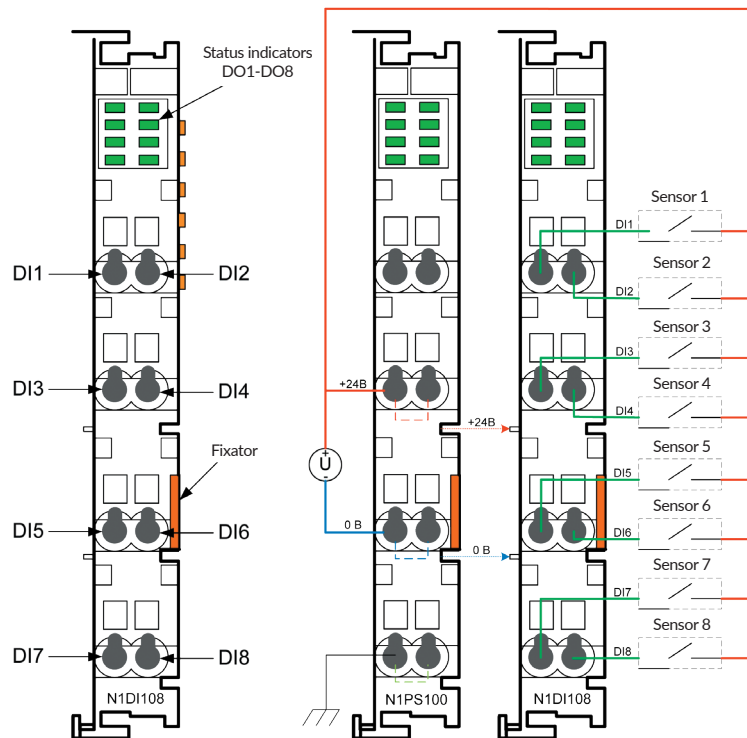 Status indicators
DO1-DO8
DI1
DI2
DI3
DI4
Fixator
DI5
DI6
DI7
DI8
N1DI108
+24В
+
U
-
0 В
N1PS100
+24В
0 В
Sensor 1
DI1
Sensor 2
DI2
Sensor 3
DI3
Sensor 4
DI4
Sensor 5
DI5
Sensor 6
DI6
Sensor 7
DI7
Sensor 8
DI8
N1DI108